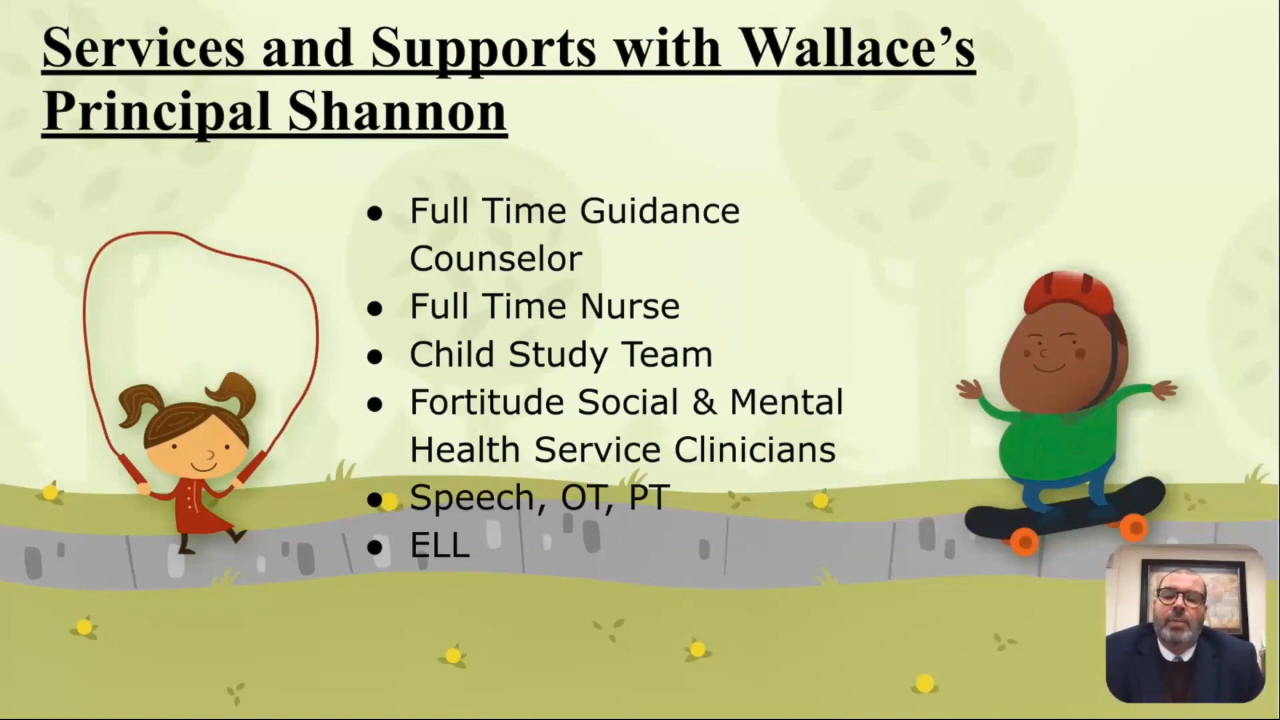 Services and Supports with Wallace’s
Principal Shannon
● Full Time Guidance
Counselor
● Full Time Nurse
● Child Study Team
● Fortitude Social & Mental
Health Service Clinicians
● Speech, OT, PT
● ELL